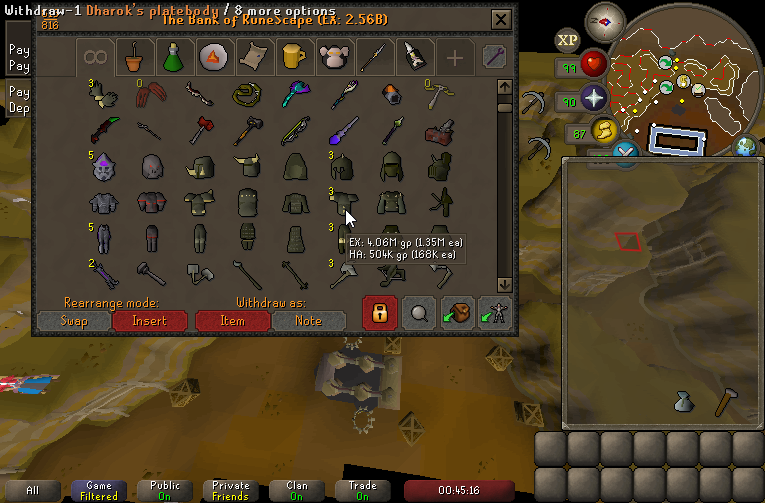 Withdraw-1 Dharok's platebody / 8 more options
816
The Bank of RuneScape (EX: 2.56B)
Pay
Pay
Pay
Dep
XP
99
90
87
3
0
0
5
3
3
5
3
2
3
EX: 4.06M gp (1.35M ea)
HA: 504K gp (168K ea)
Rearrange mode:
Withdraw as:
Swap
Insert
Item
Note
All
Game
Filtered
Public
On
Private
Friends
Clan
On
Trade
On
00:45:16